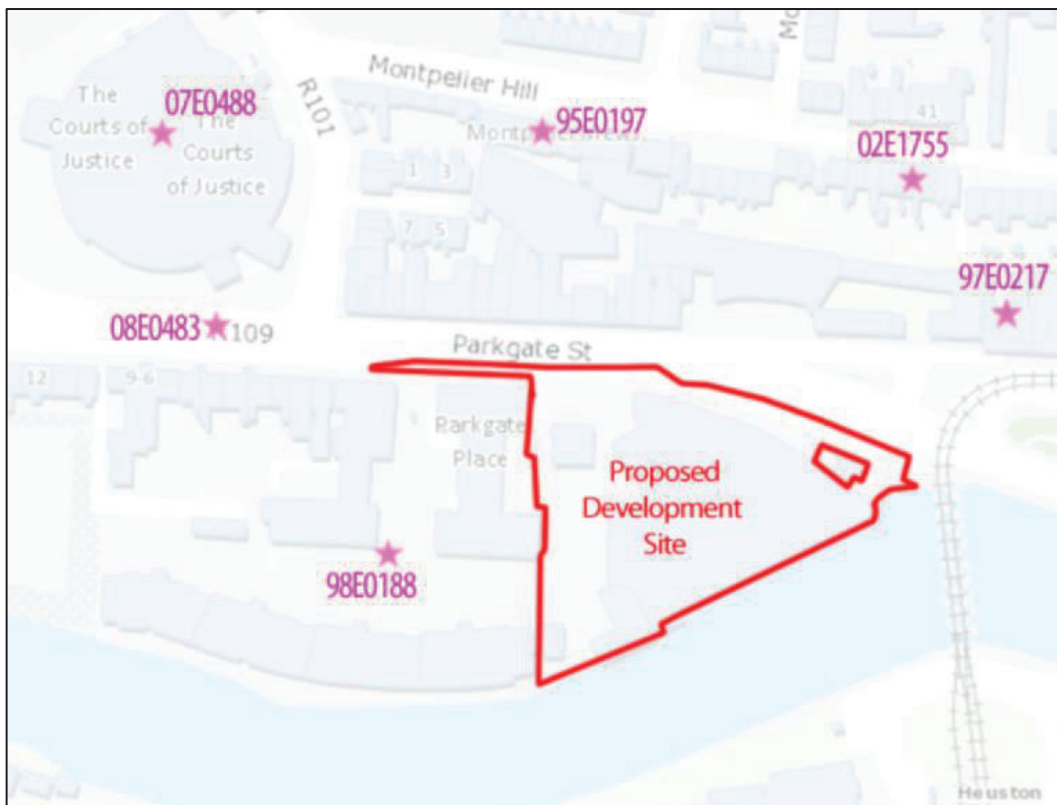 Montpelier Hill
Mo
The
Courts of
Justice
07E0488
The
Courts
of Justice
R101
95E0197
41
02E1755
1 3
7 5
97E0217
08E0483
109
Parkgate St
12
9-6
Parkgate
Place
Proposed
Development
Site
98E0188
Heuston